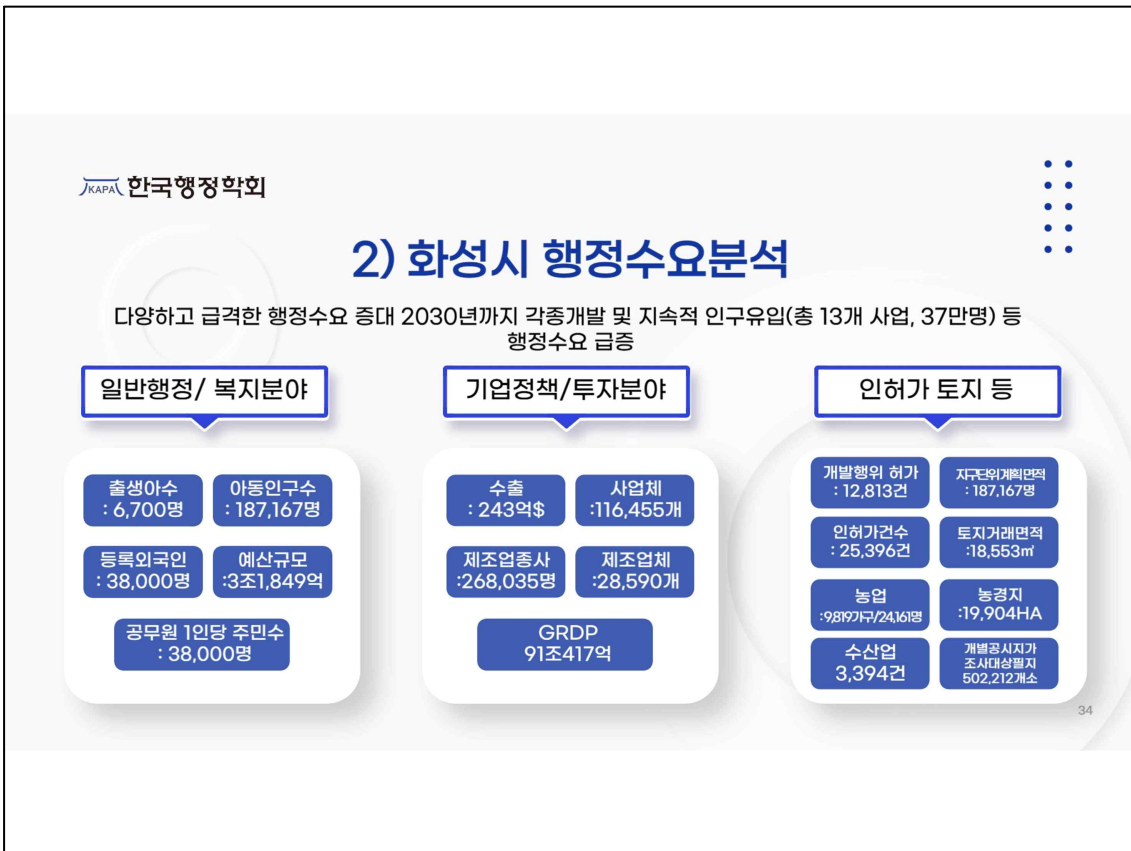 KAPA 한국행정학회
2) 화성시 행정수요분석
다양하고 급격한 행정수요 증대 2030년까지 각종개발 및 지속적 인구유입(총 13개 사업, 37만명) 등
행정수요 급증
일반행정/ 복지분야
출생아수
: 6,700명
아동인구수
: 187,167명
등록외국인
: 38,000명
예산규모
:3조1,849억
공무원 1인당 주민수
: 38,000명
기업정책/투자분야
수출
: 243억$
사업체
:116,455개
제조업종사
:268,035명
제조업체
:28,590개
GRDP
91조417억
인허가 토지 등
개발행위 허가
: 12,813건
지구단위계획면적
: 187,167명
인허가건수
: 25,396건
토지거래면적
:18,553㎡
농업
:9,819가구/24,161명
농경지
:19,904HA
수산업
3,394건
개별공시지가
조사대상필지
502,212개소
34